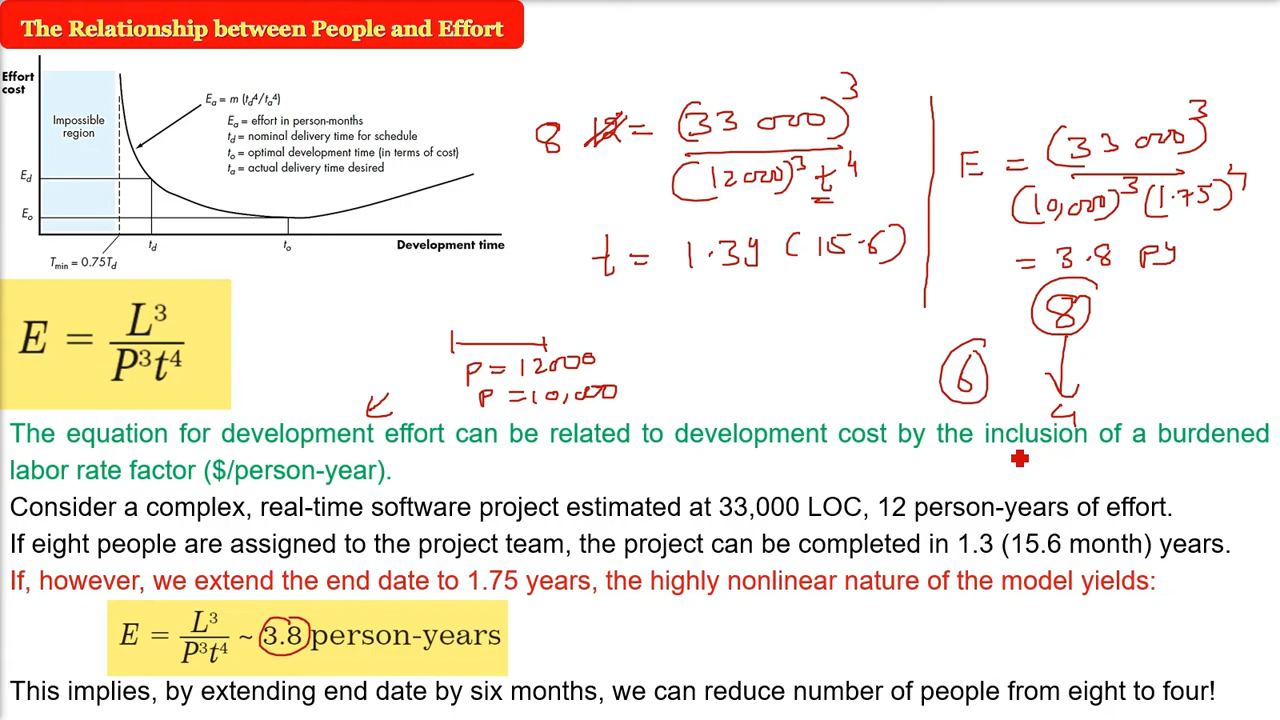 The Relationship between People and Effort
Effort
cost
Impossible
region
Eₐ = m (t_d⁴/tₐ⁴)
Eₐ = effort in person-months
t_d = nominal delivery time for schedule
tₒ = optimal development time (in terms of cost)
tₐ = actual delivery time desired
E_d
Eₒ
t_d
tₒ
Development time
T_min = 0.75T_d
8 12 = (33 000)³
(12000)³ t⁴
t = 1.3y (15.6)
E = (33 000)³
(10,000)³ (1.75)⁴
= 3.8 py
8
6
4
P = 12000
P = 10,000
E = L³
P³t⁴
The equation for development effort can be related to development cost by the inclusion of a burdened
labor rate factor ($/person-year).
Consider a complex, real-time software project estimated at 33,000 LOC, 12 person-years of effort.
If eight people are assigned to the project team, the project can be completed in 1.3 (15.6 month) years.
If, however, we extend the end date to 1.75 years, the highly nonlinear nature of the model yields:
E = L³
P³t⁴ ~ 3.8 person-years
This implies, by extending end date by six months, we can reduce number of people from eight to four!